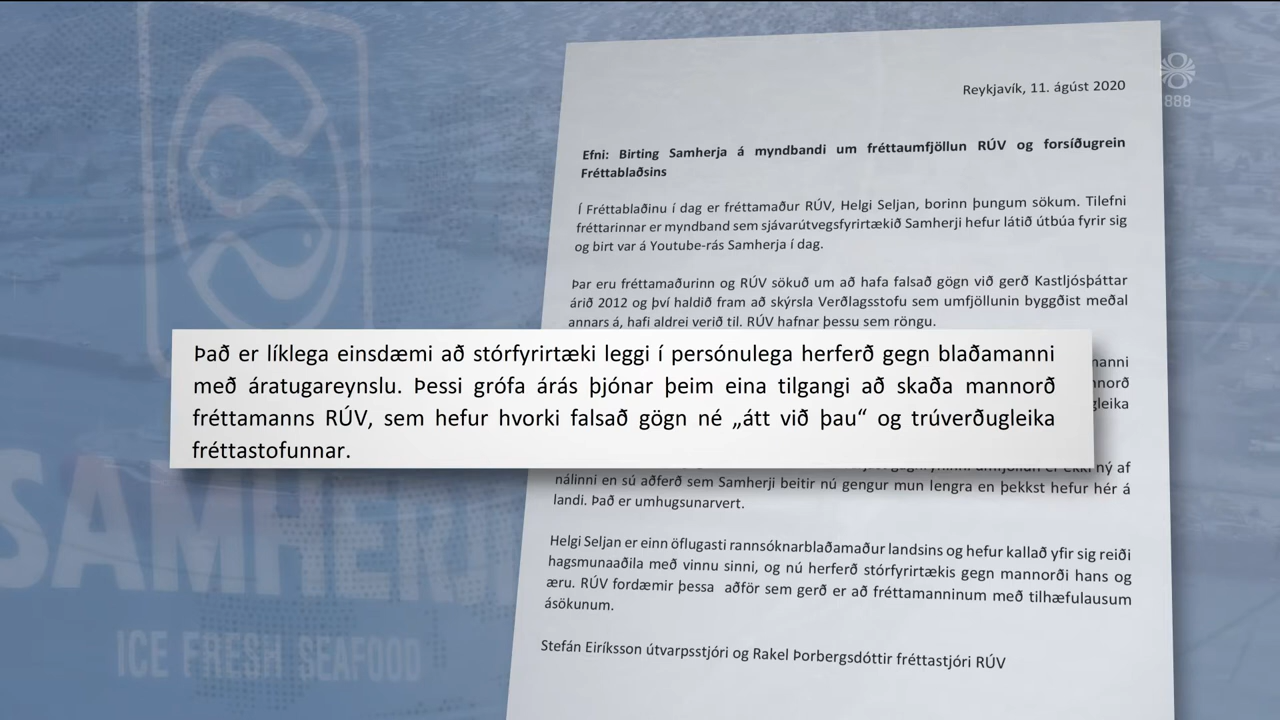 888
Reykjavík, 11. ágúst 2020
Efni: Birting Samherja á myndbandi um fréttaumfjöllun RÚV og forsíðugrein
Fréttablaðsins
Í Fréttablaðinu í dag er fréttamaður RÚV, Helgi Seljan, borinn þungum sökum. Tilefni
fréttarinnar er myndband sem sjávarútvegsfyrirtækið Samherji hefur látið útbúa fyrir sig
og birt var á Youtube-rás Samherja í dag.
Þar eru fréttamaðurinn og RÚV sökuð um að hafa falsað gögn við gerð Kastljósþáttar
árið 2012 og því haldið fram að skýrsla Verðlagsstofu sem umfjöllunin byggðist meðal
annars á, hafi aldrei verið til. RÚV hafnar þessu sem röngu.
Það er líklega einsdæmi að stórfyrirtæki leggi í persónulega herferð gegn blaðamanni
með áratugareynslu. Þessi grófa árás þjónar þeim eina tilgangi að skaða mannorð
fréttamanns RÚV, sem hefur hvorki falsað gögn né „átt við þau“ og trúverðugleika
fréttastofunnar.
umfjöllun er ekki ný af
nálinni en sú aðferð sem Samherji beitir nú gengur mun lengra en þekkst hefur hér á
landi. Það er umhugsunarvert.
Helgi Seljan er einn öflugasti rannsóknarblaðamaður landsins og hefur kallað yfir sig reiði
hagsmunaaðila með vinnu sinni, og nú herferð stórfyrirtækis gegn mannorði hans og
æru. RÚV fordæmir þessa aðför sem gerð er að fréttamanninum með tilhæfulausum
ásökunum.
Stefán Eiríksson útvarpsstjóri og Rakel Þorbergsdóttir fréttastjóri RÚV
SAMHERJI
ICE FRESH SEAFOOD